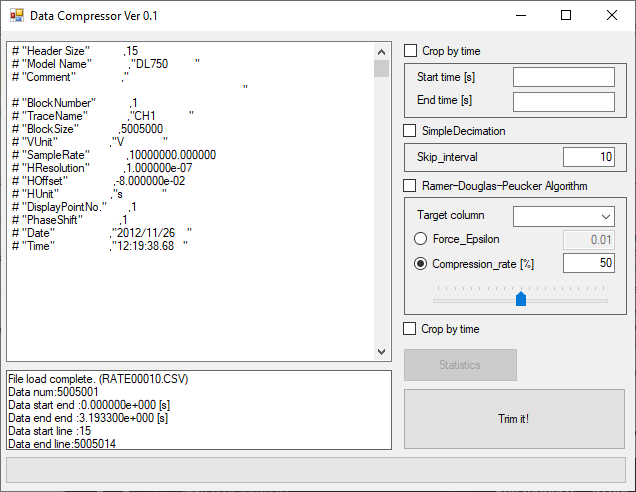 Data Compressor Ver 0.1
# "Header Size" ,15
# "Model Name" ,"DL750 "
# "Comment" ,"
"
# "BlockNumber" ,1
# "TraceName" ,"CH1 "
# "BlockSize" ,5005000
# "VUnit" ,"V "
# "SampleRate" ,10000000.000000
# "HResolution" ,1.000000e-07
# "HOffset" ,-8.000000e-02
# "HUnit" ,"s "
# "DisplayPointNo." ,1
# "PhaseShift" ,1
# "Date" ,"2012/11/26 "
# "Time" ,"12:19:38.68 "
File load complete. (RATE00010.CSV)
Data num:5005001
Data start end :0.000000e+000 [s]
Data end end :3.193300e+000 [s]
Data start line :15
Data end line:5005014
Crop by time
Start time [s]
End time [s]
SimpleDecimation
Skip_interval 10
Ramer-Douglas-Peucker Algorithm
Target column
Force_Epsilon 0.01
Compression_rate [%] 50
Crop by time
Statistics
Trim it!